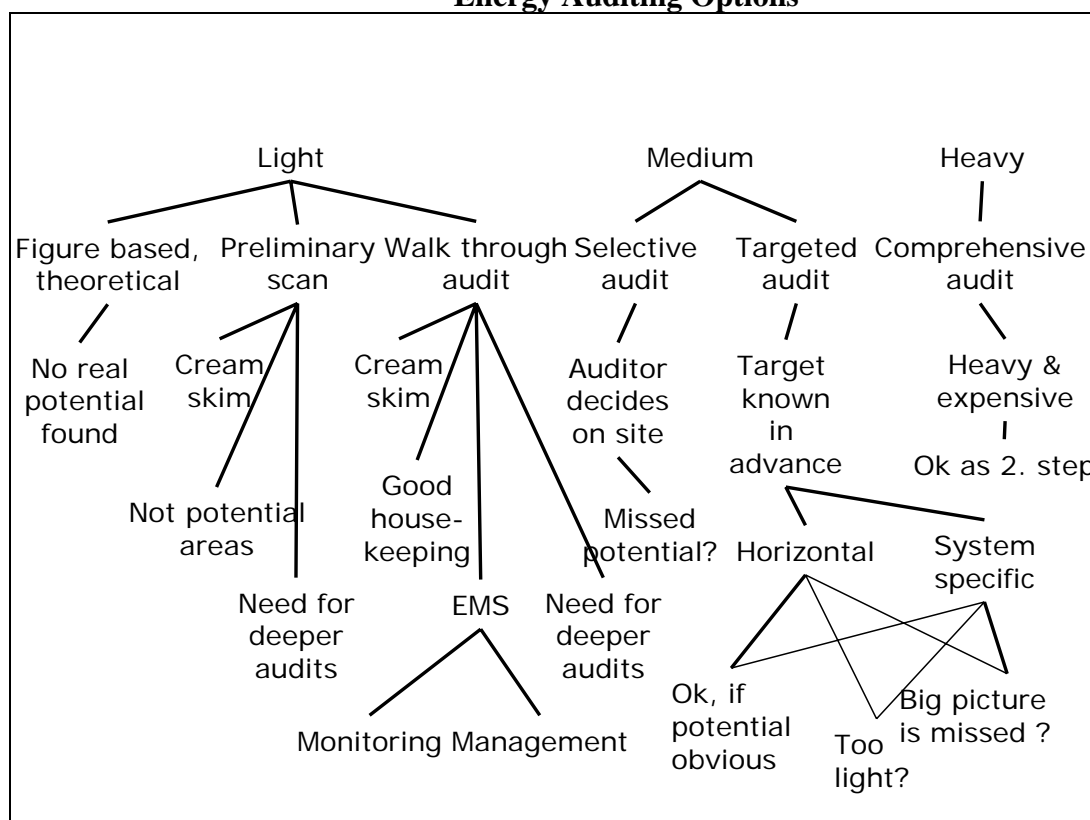 Energy Auditing Options
Light
Medium
Heavy
Figure based,
theoretical
Preliminary
scan
Walk through
audit
Selective
audit
Targeted
audit
Comprehensive
audit
No real
potential
found
Cream
skim
Cream
skim
Auditor
decides
on site
Target
known
in
advance
Heavy &
expensive
Ok as 2. step
Not potential
areas
Good
house-
keeping
Missed
potential?
Horizontal
System
specific
Need for
deeper
audits
EMS
Need for
deeper
audits
Monitoring
Management
Ok, if
potential
obvious
Too
light?
Big picture
is missed ?